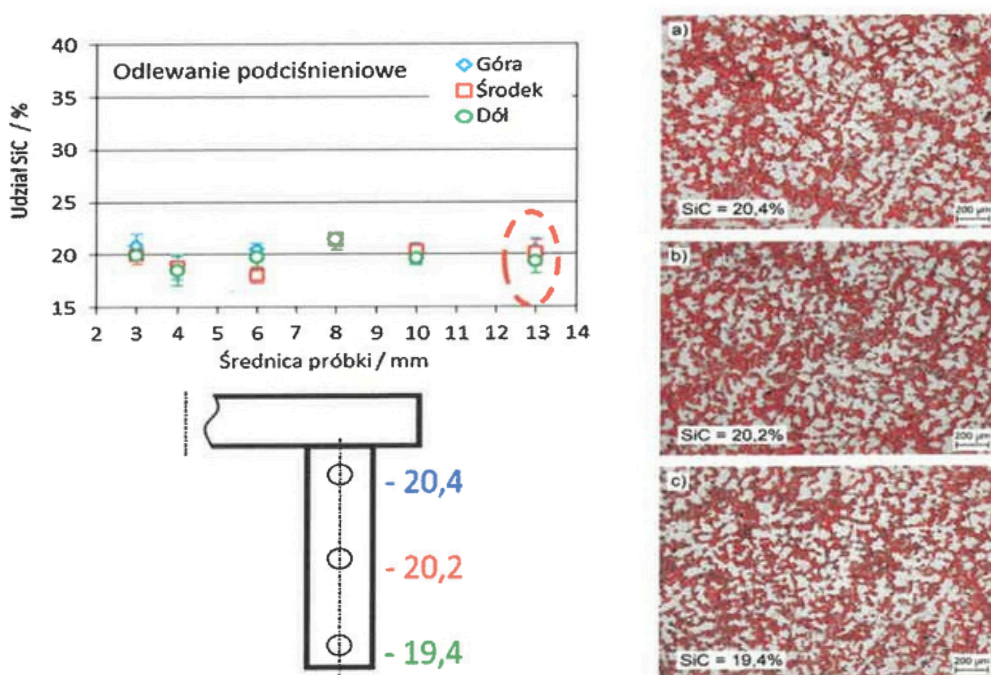 40
35
30
25
20
15
Udział SiC / %
Odlewanie podciśnieniowe
Góra
Środek
Dół
2 3 4 5 6 7 8 9 10 11 12 13 14
Średnica próbki / mm
- 20,4
- 20,2
- 19,4
a)
SiC = 20,4%
200 µm
b)
SiC = 20,2%
200 µm
c)
SiC = 19,4%
200 µm